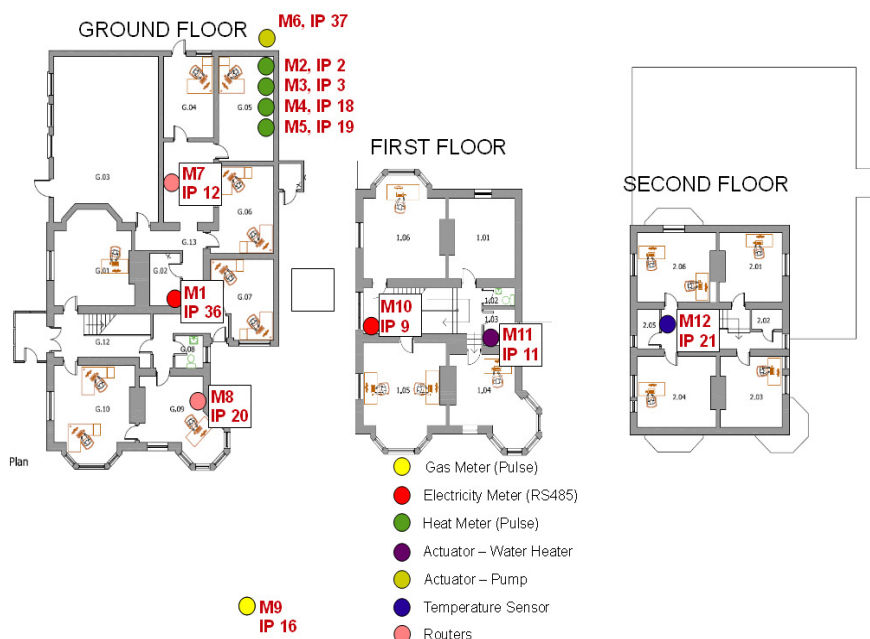 GROUND FLOOR
M6, IP 37
M2, IP 2
M3, IP 3
M4, IP 18
M5, IP 19
G.04
G.05
G.03
M7
IP 12
G.06
G.13
G.01
G.02
G.07
M1
IP 36
G.12
G.08
G.10
G.09
M8
IP 20
Plan
M9
IP 16
FIRST FLOOR
1.06
1.01
1.02
1.03
M10
IP 9
M11
IP 11
1.05
1.04
SECOND FLOOR
2.06
2.01
2.05
M12
IP 21
2.02
2.04
2.03
Gas Meter (Pulse)
Electricity Meter (RS485)
Heat Meter (Pulse)
Actuator – Water Heater
Actuator – Pump
Temperature Sensor
Routers